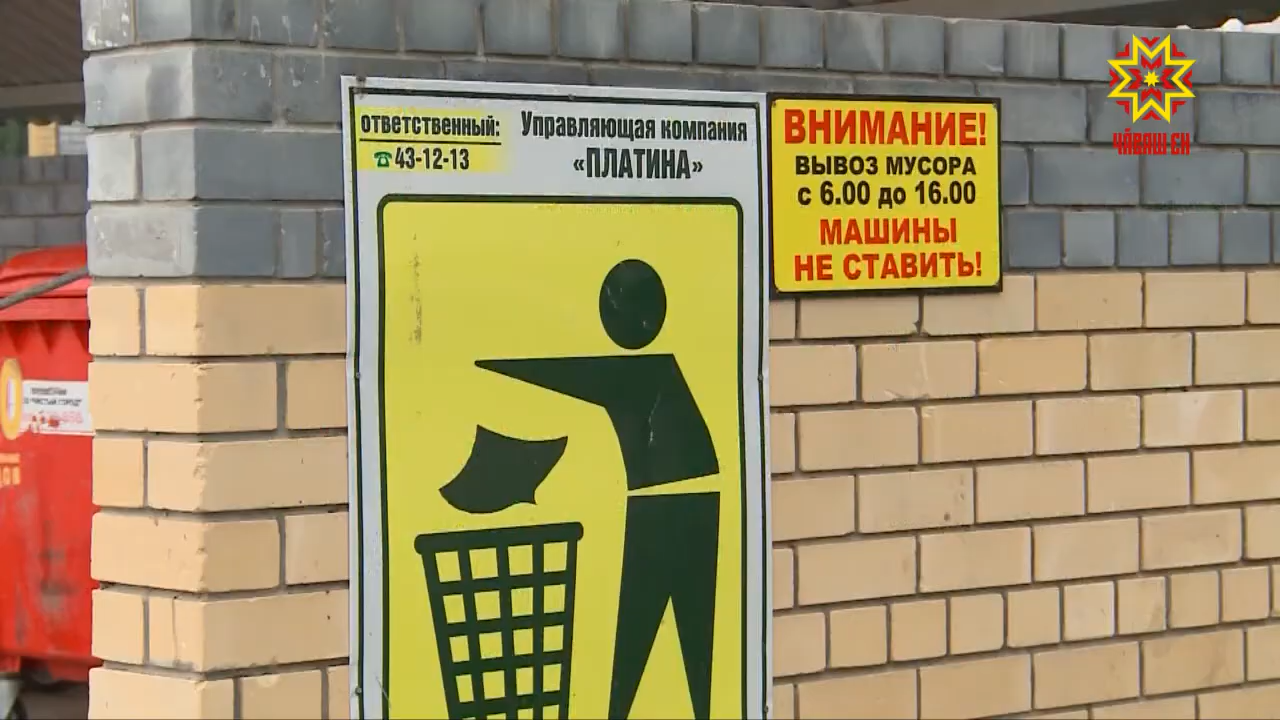 ответственный:
☎43-12-13
Управляющая компания
«ПЛАТИНА»
ВНИМАНИЕ!
ВЫВОЗ МУСОРА
с 6.00 до 16.00
МАШИНЫ
НЕ СТАВИТЬ!
ЧӐВАШ ЕН